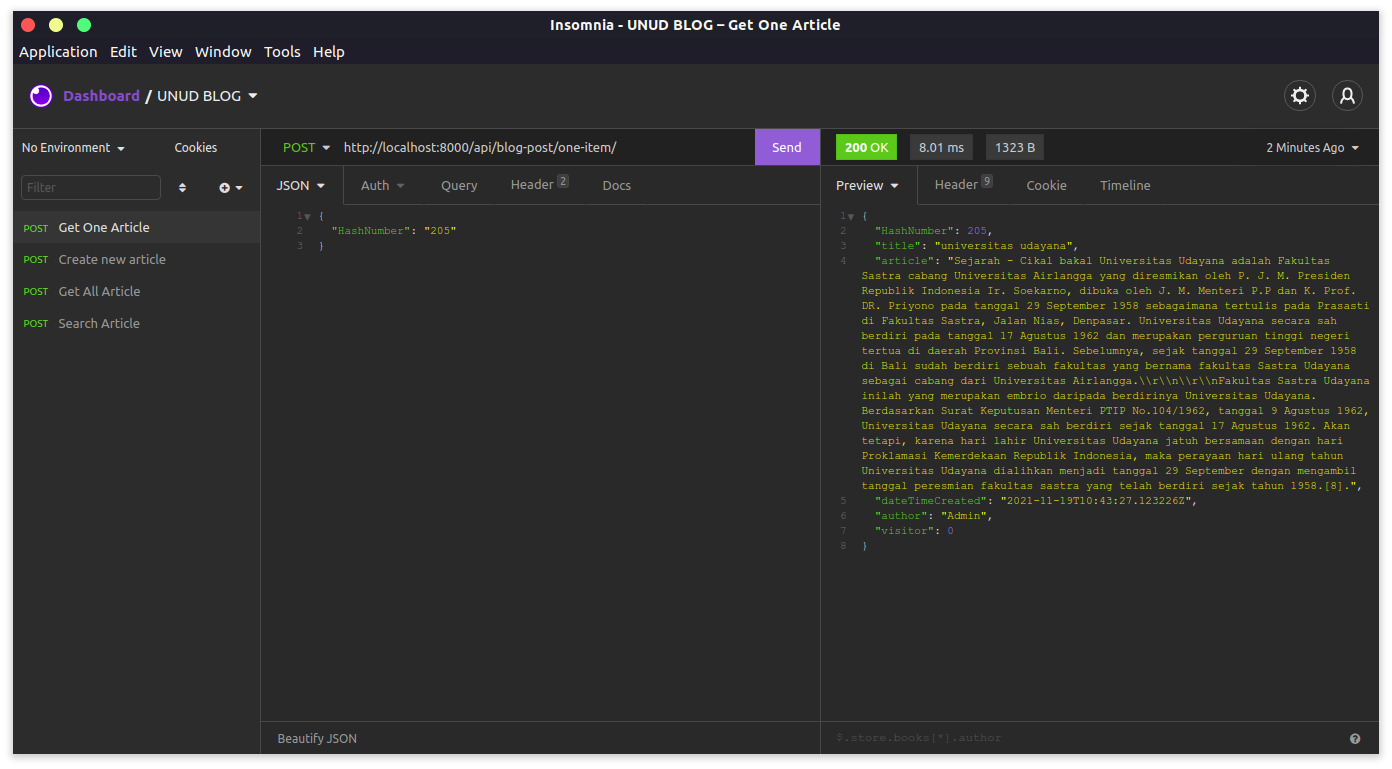 Insomnia - UNUD BLOG – Get One Article
Application Edit View Window Tools Help
Dashboard / UNUD BLOG
No Environment Cookies
POST http://localhost:8000/api/blog-post/one-item/ Send
200 OK 8.01 ms 1323 B 2 Minutes Ago
Filter
JSON Auth Query Header 2 Docs
Preview Header 9 Cookie Timeline
POST Get One Article
POST Create new article
POST Get All Article
POST Search Article
1 {
2 "HashNumber": "205"
3 }
1 {
2 "HashNumber": 205,
3 "title": "universitas udayana",
4 "article": "Sejarah - Cikal bakal Universitas Udayana adalah Fakultas
Sastra cabang Universitas Airlangga yang diresmikan oleh P. J. M. Presiden
Republik Indonesia Ir. Soekarno, dibuka oleh J. M. Menteri P.P dan K. Prof.
DR. Priyono pada tanggal 29 September 1958 sebagaimana tertulis pada Prasasti
di Fakultas Sastra, Jalan Nias, Denpasar. Universitas Udayana secara sah
berdiri pada tanggal 17 Agustus 1962 dan merupakan perguruan tinggi negeri
tertua di daerah Provinsi Bali. Sebelumnya, sejak tanggal 29 September 1958
di Bali sudah berdiri sebuah fakultas yang bernama fakultas Sastra Udayana
sebagai cabang dari Universitas Airlangga.\\r\\n\\r\\nFakultas Sastra Udayana
inilah yang merupakan embrio daripada berdirinya Universitas Udayana.
Berdasarkan Surat Keputusan Menteri PTIP No.104/1962, tanggal 9 Agustus 1962,
Universitas Udayana secara sah berdiri sejak tanggal 17 Agustus 1962. Akan
tetapi, karena hari lahir Universitas Udayana jatuh bersamaan dengan hari
Proklamasi Kemerdekaan Republik Indonesia, maka perayaan hari ulang tahun
Universitas Udayana dialihkan menjadi tanggal 29 September dengan mengambil
tanggal peresmian fakultas sastra yang telah berdiri sejak tahun 1958.[8].",
5 "dateTimeCreated": "2021-11-19T10:43:27.123226Z",
6 "author": "Admin",
7 "visitor": 0
8 }
Beautify JSON
$.store.books[*].author